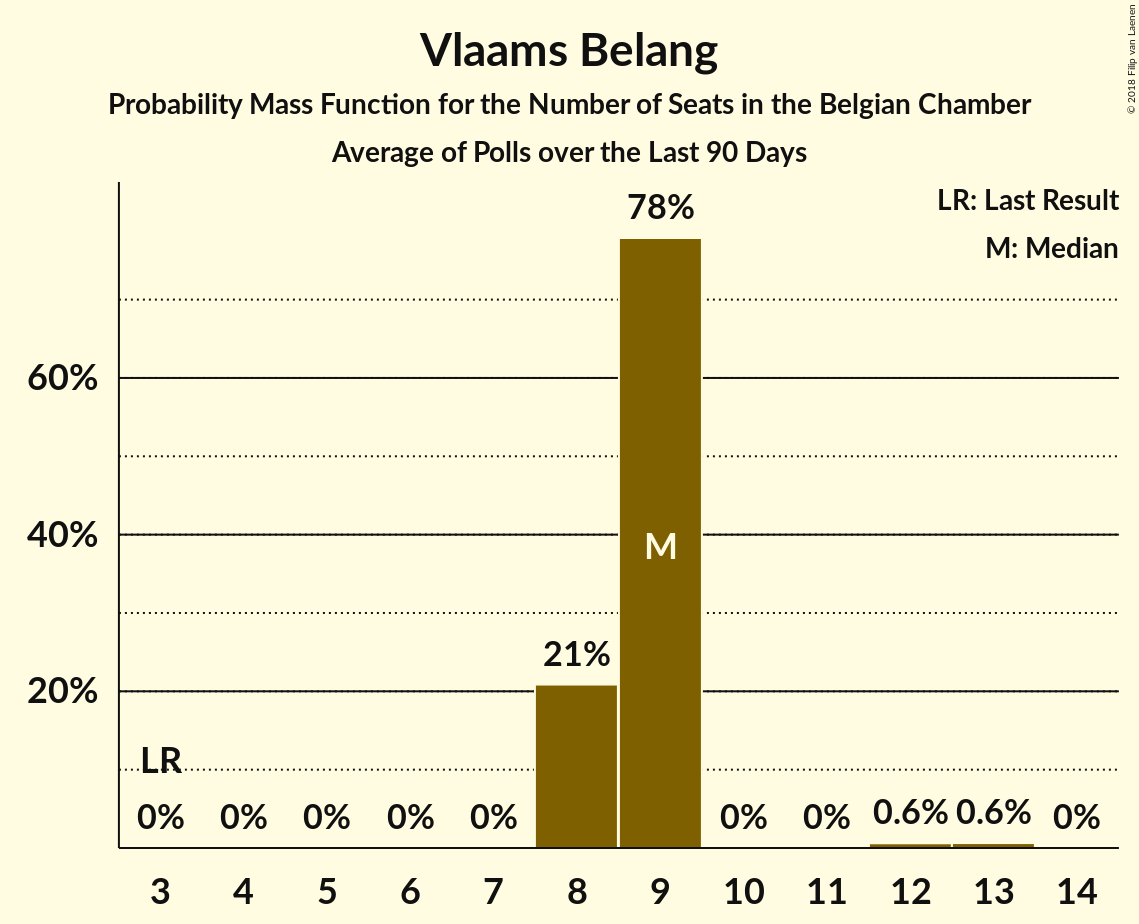 Vlaams Belang
Probability Mass Function for the Number of Seats in the Belgian Chamber
Average of Polls over the Last 90 Days
© 2018 Filip van Laenen
LR: Last Result
M: Median
78%
60%
40%
M
21%
20%
LR
0% 0% 0% 0% 0% 0% 0% 0.6% 0.6% 0%
3 4 5 6 7 8 9 10 11 12 13 14